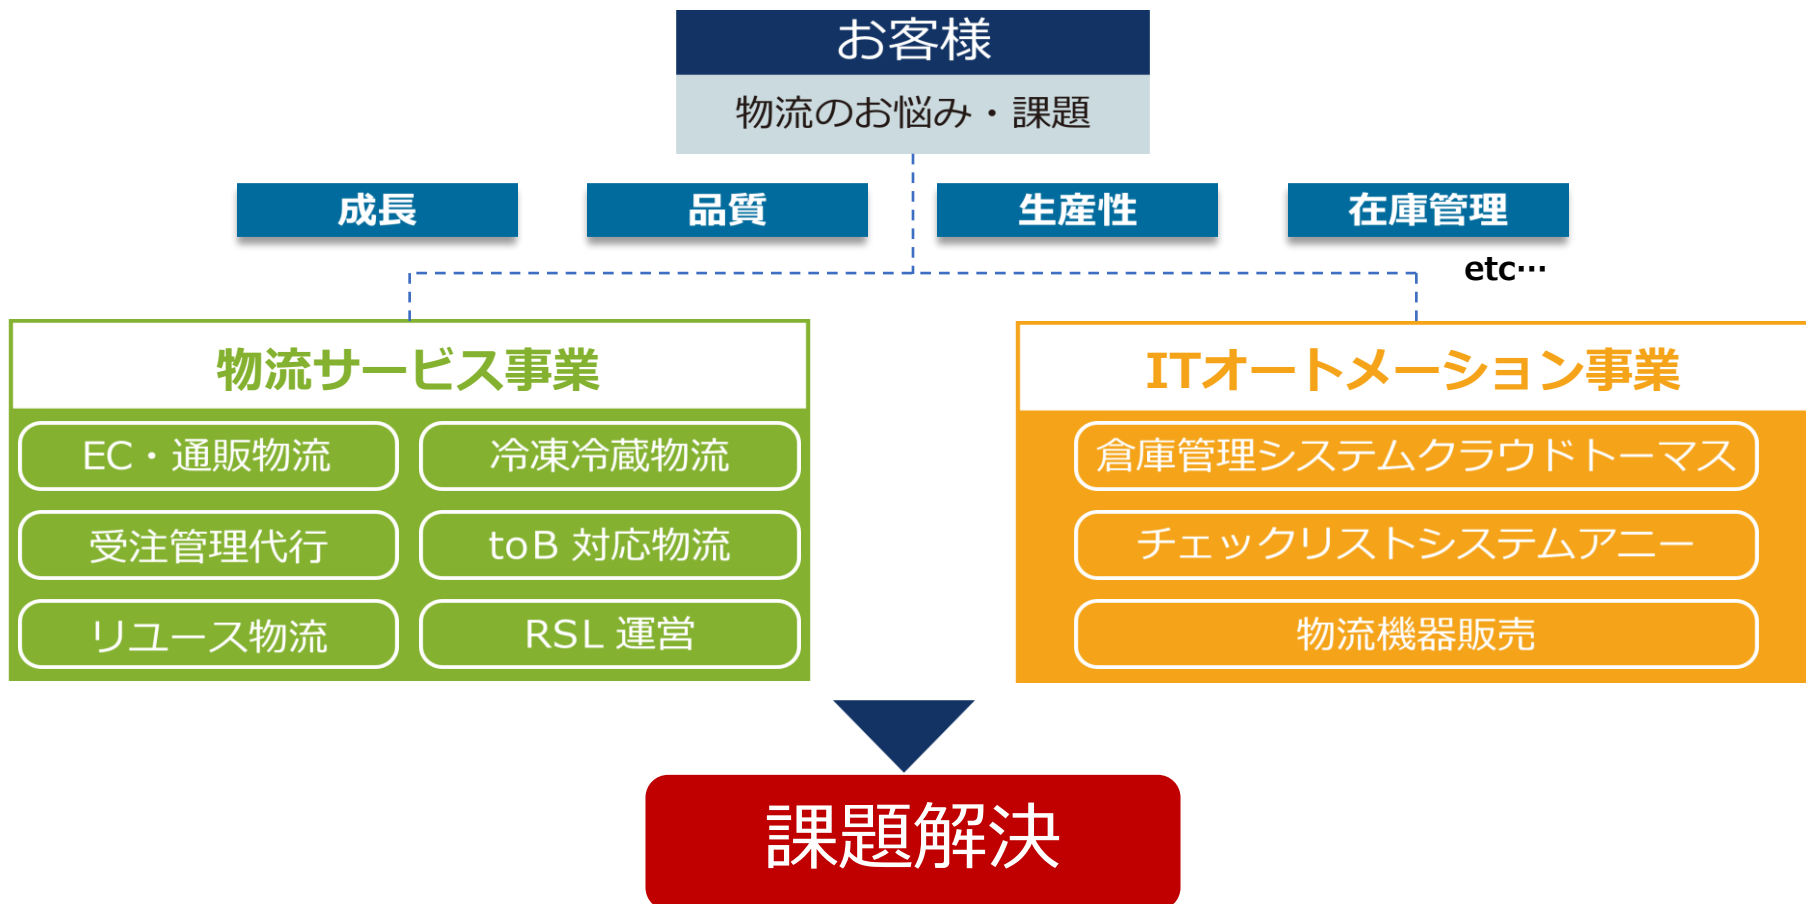 お客様
物流のお悩み・課題
成長
品質
生産性
在庫管理
etc…
物流サービス事業
EC・通販物流
冷凍冷蔵物流
受注管理代行
toB 対応物流
リユース物流
RSL 運営
ITオートメーション事業
倉庫管理システムクラウドトーマス
チェックリストシステムアニー
物流機器販売
課題解決